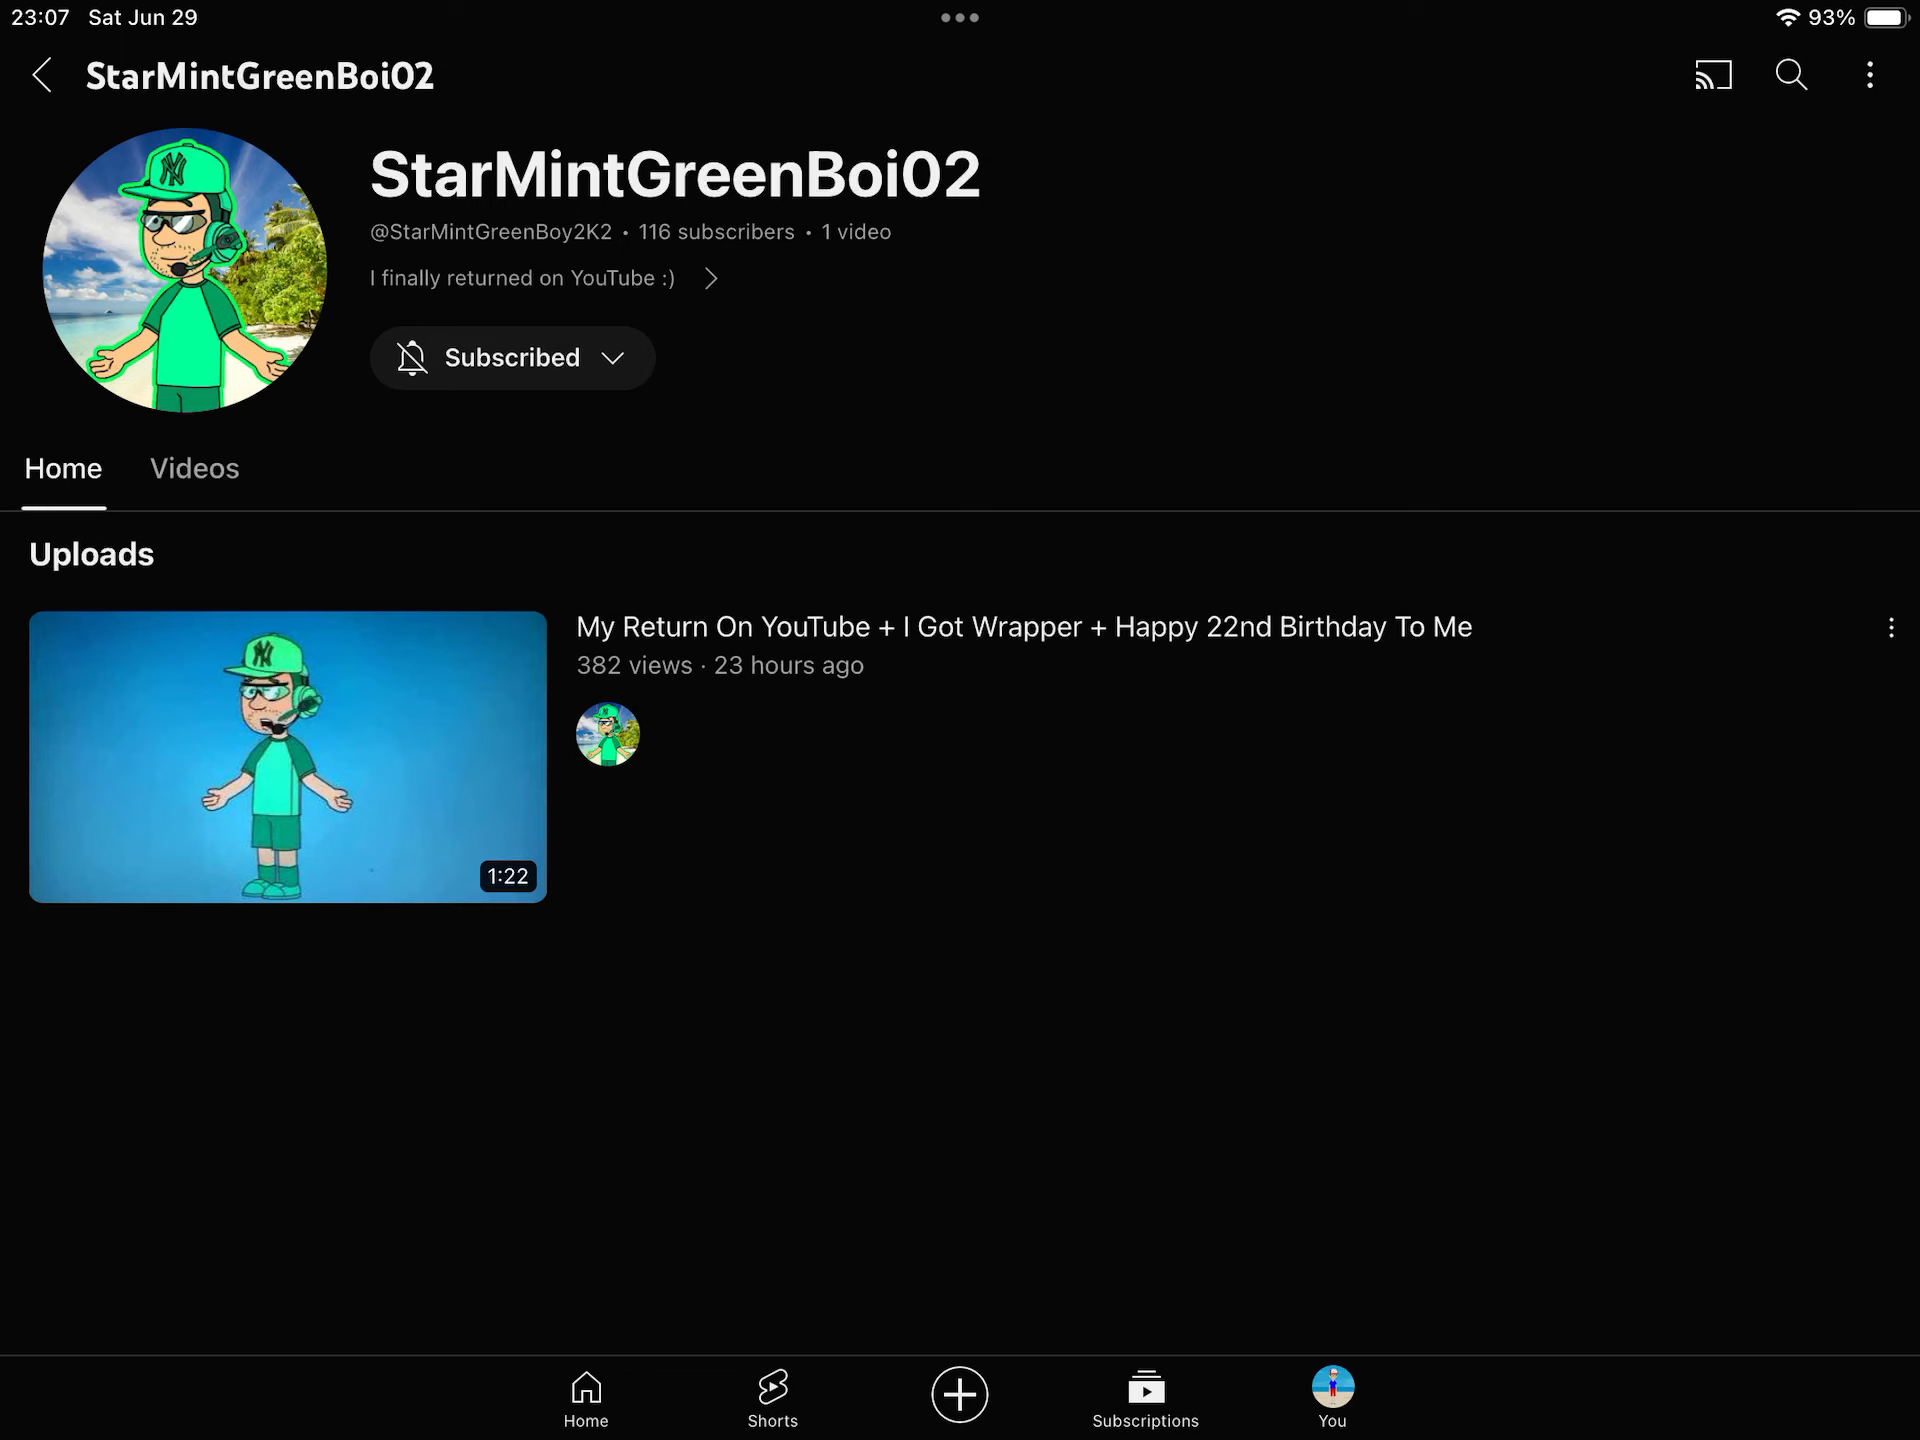 23:07 Sat Jun 29
93%
StarMintGreenBoi02
StarMintGreenBoi02
@StarMintGreenBoy2K2 • 116 subscribers • 1 video
I finally returned on YouTube :)
Subscribed
Home Videos
Uploads
My Return On YouTube + I Got Wrapper + Happy 22nd Birthday To Me
382 views · 23 hours ago
1:22
Home
Shorts
Subscriptions
You